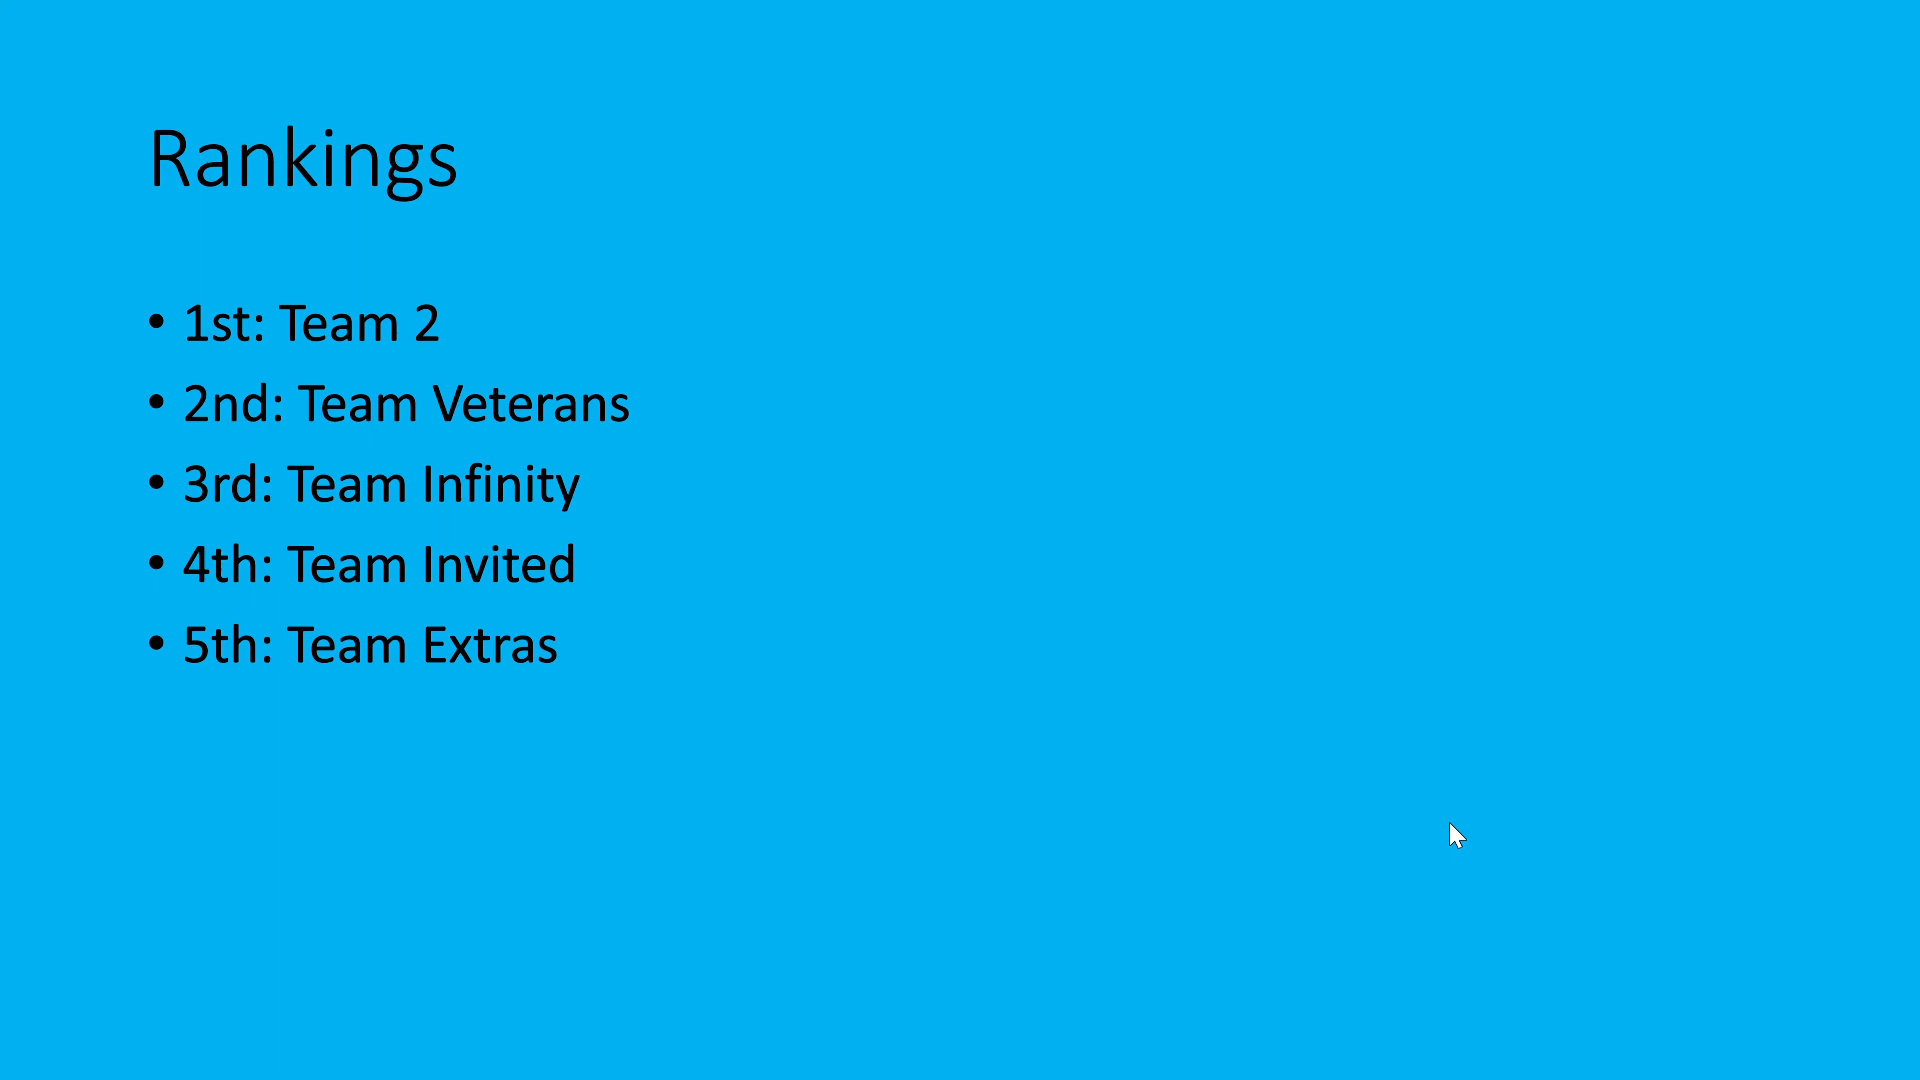 Rankings
• 1st: Team 2
• 2nd: Team Veterans
• 3rd: Team Infinity
• 4th: Team Invited
• 5th: Team Extras